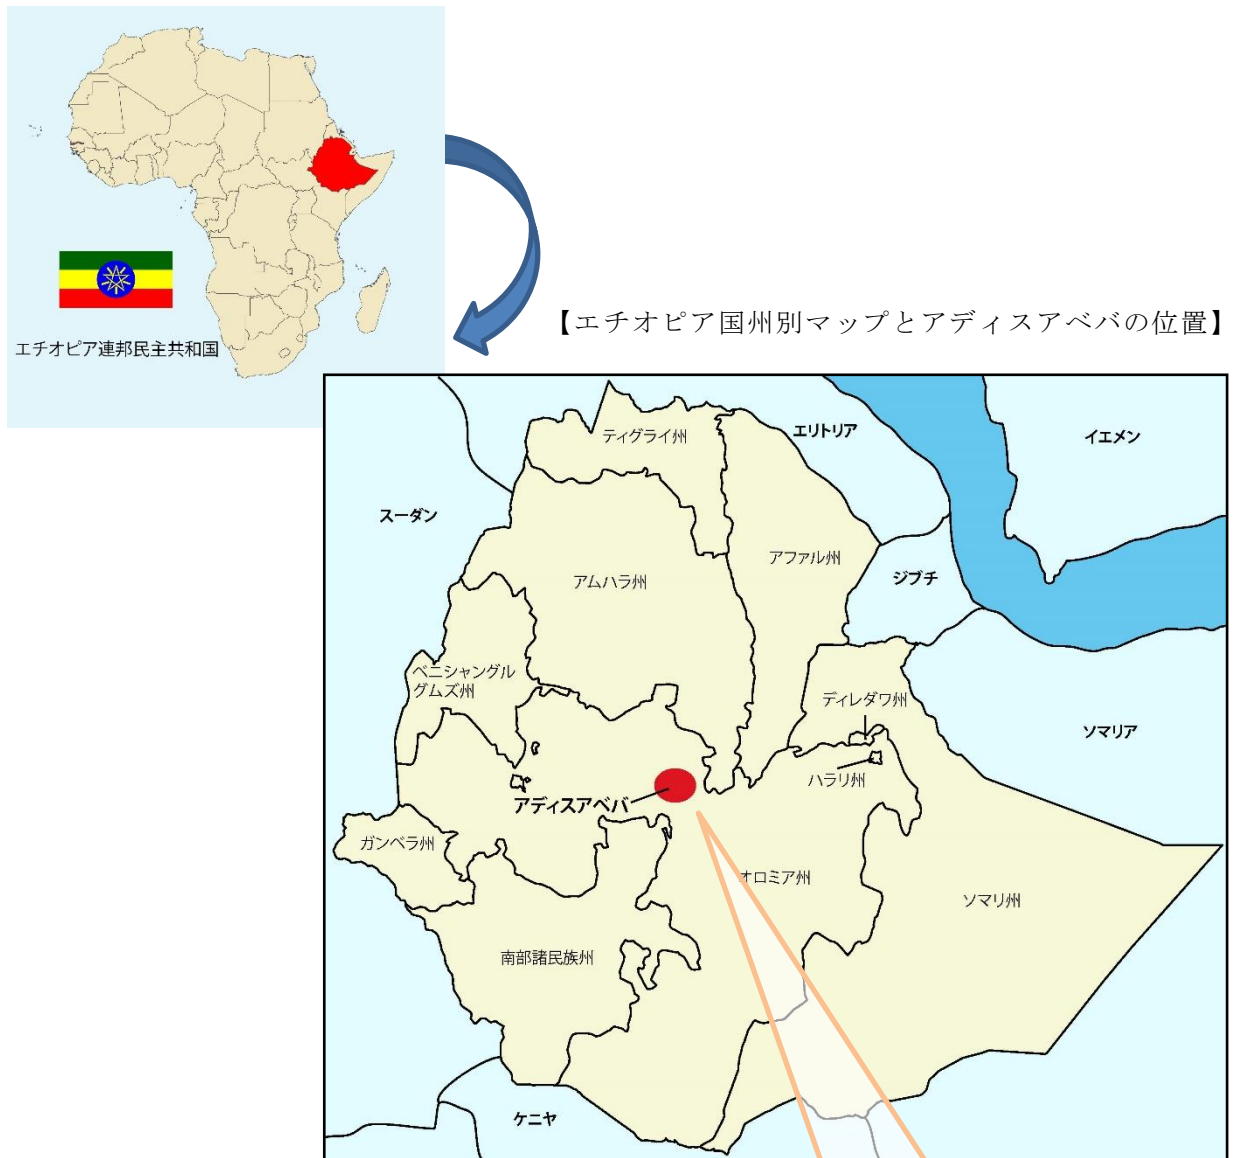 エチオピア連邦民主共和国
【エチオピア国州別マップとアディスアベバの位置】
ティグライ州
エリトリア
イエメン
スーダン
アファル州
ジブチ
アムハラ州
ベニシャングル
グムズ州
ディレダワ州
ソマリア
ハラリ州
アディスアベバ
ガンベラ州
オロミア州
ソマリ州
南部諸民族州
ケニヤ